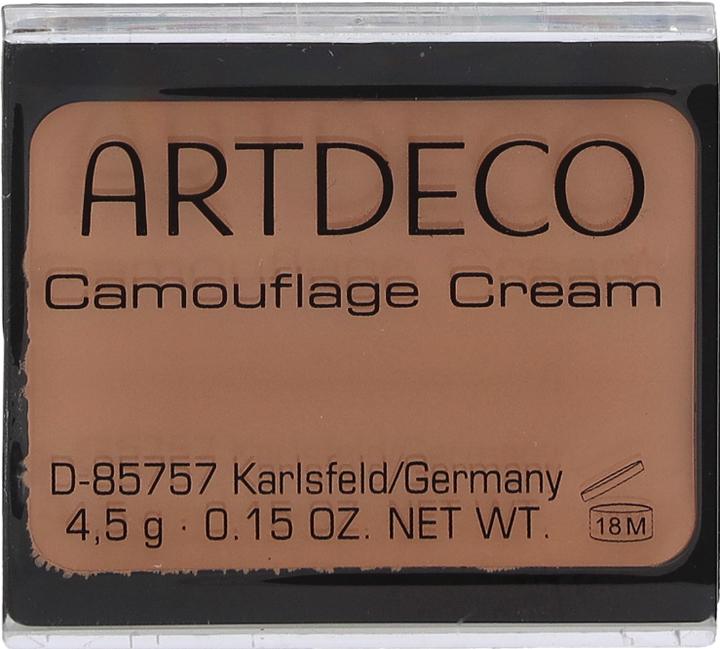 ARTDECO
Camouflage Cream
D-85757 Karlsfeld/Germany
4,5 g · 0.15 OZ. NET WT.
18M